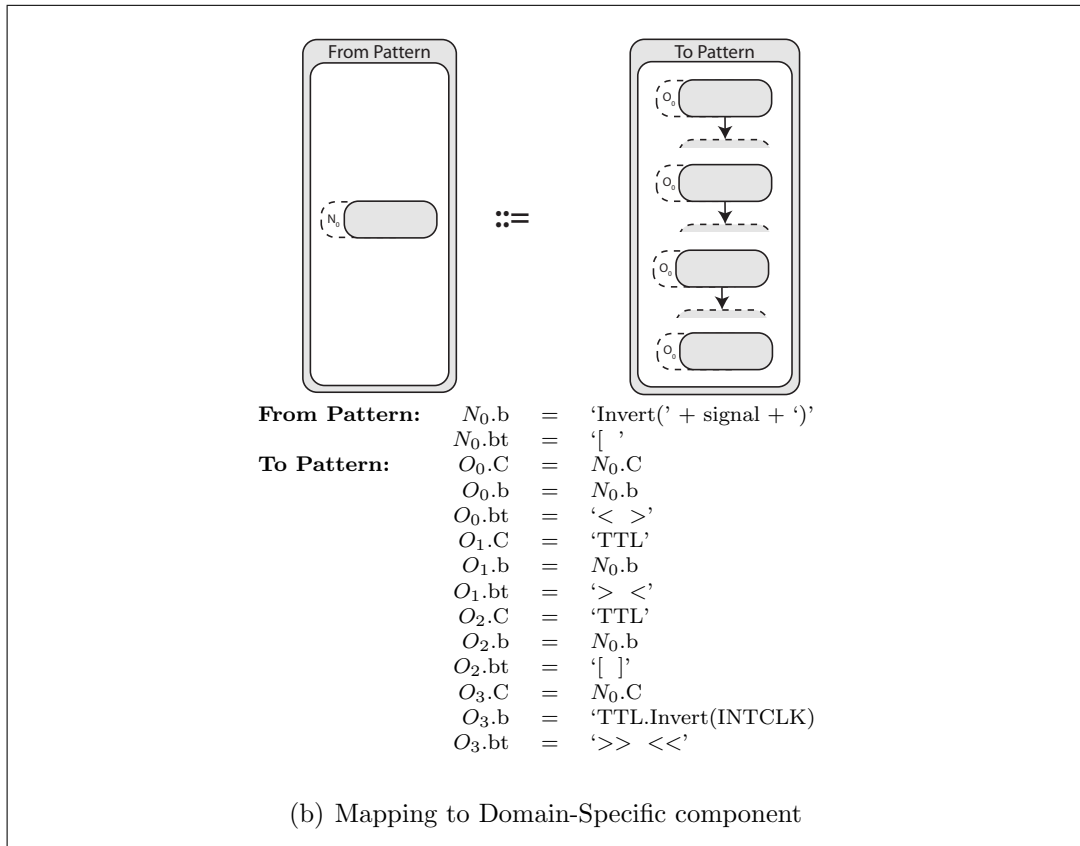 From Pattern
To Pattern
O₀
O₀
N₀ ::=
O₀
O₀
From Pattern: N₀.b = ‘Invert(’ + signal + ‘)’
N₀.bt = ‘[ ’
To Pattern: O₀.C = N₀.C
O₀.b = N₀.b
O₀.bt = ‘< >’
O₁.C = ‘TTL’
O₁.b = N₀.b
O₁.bt = ‘> <’
O₂.C = ‘TTL’
O₂.b = N₀.b
O₂.bt = ‘[ ]’
O₃.C = N₀.C
O₃.b = ‘TTL.Invert(INTCLK)
O₃.bt = ‘>> <<’
(b) Mapping to Domain-Specific component